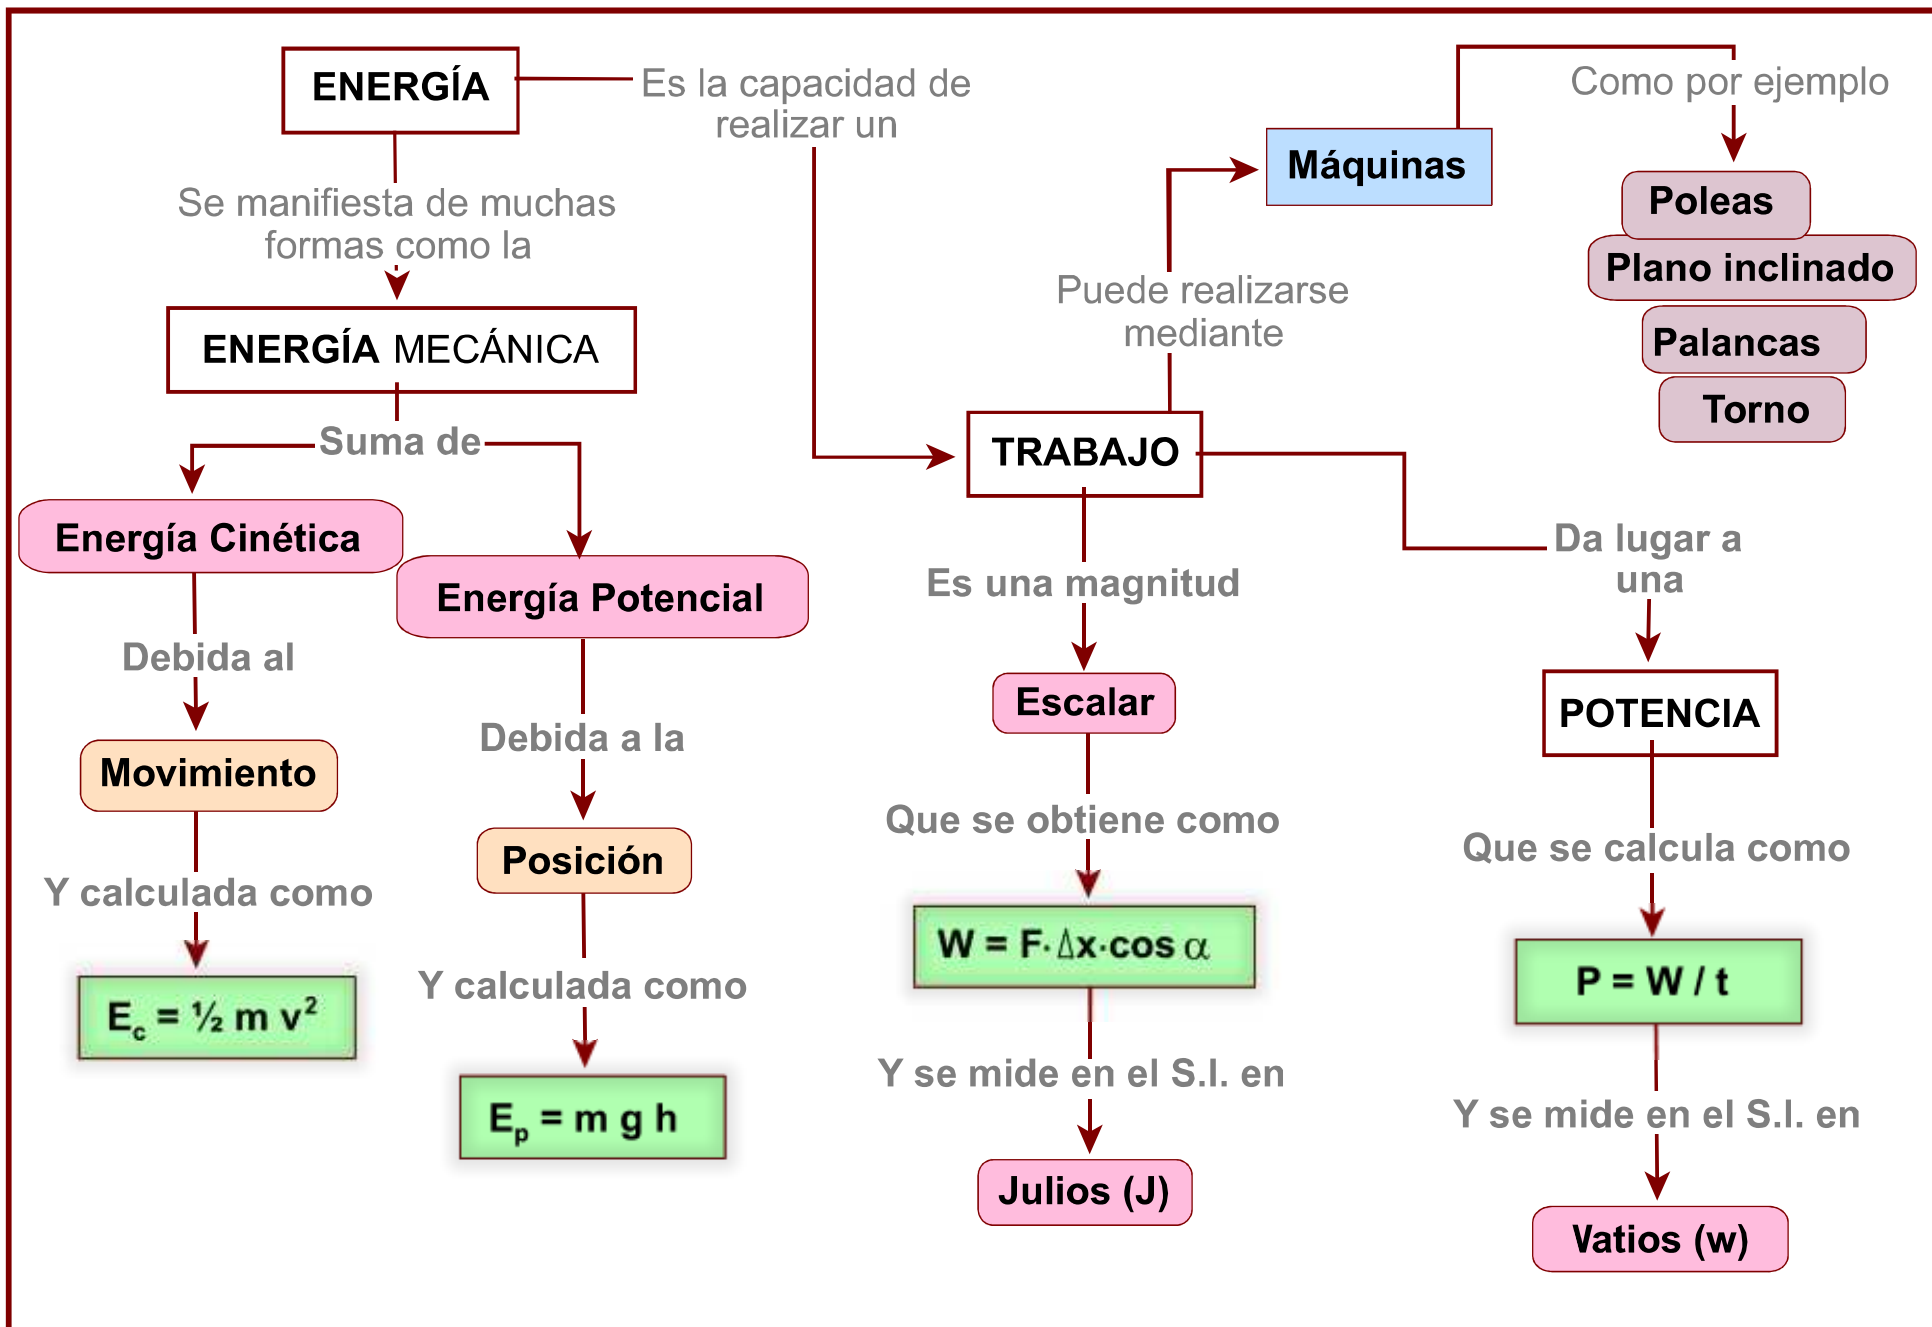 ENERGÍA
Es la capacidad de
realizar un
Se manifiesta de muchas
formas como la
ENERGÍA MECÁNICA
Suma de
Energía Cinética
Debida al
Movimiento
Y calculada como
E_c = ½ m v²
Energía Potencial
Debida a la
Posición
Y calculada como
E_p = m g h
TRABAJO
Puede realizarse
mediante
Máquinas
Como por ejemplo
Poleas
Plano inclinado
Palancas
Torno
Es una magnitud
Escalar
Que se obtiene como
W = F·Δx·cos α
Y se mide en el S.I. en
Julios (J)
Da lugar a
una
POTENCIA
Que se calcula como
P = W / t
Y se mide en el S.I. en
Vatios (w)